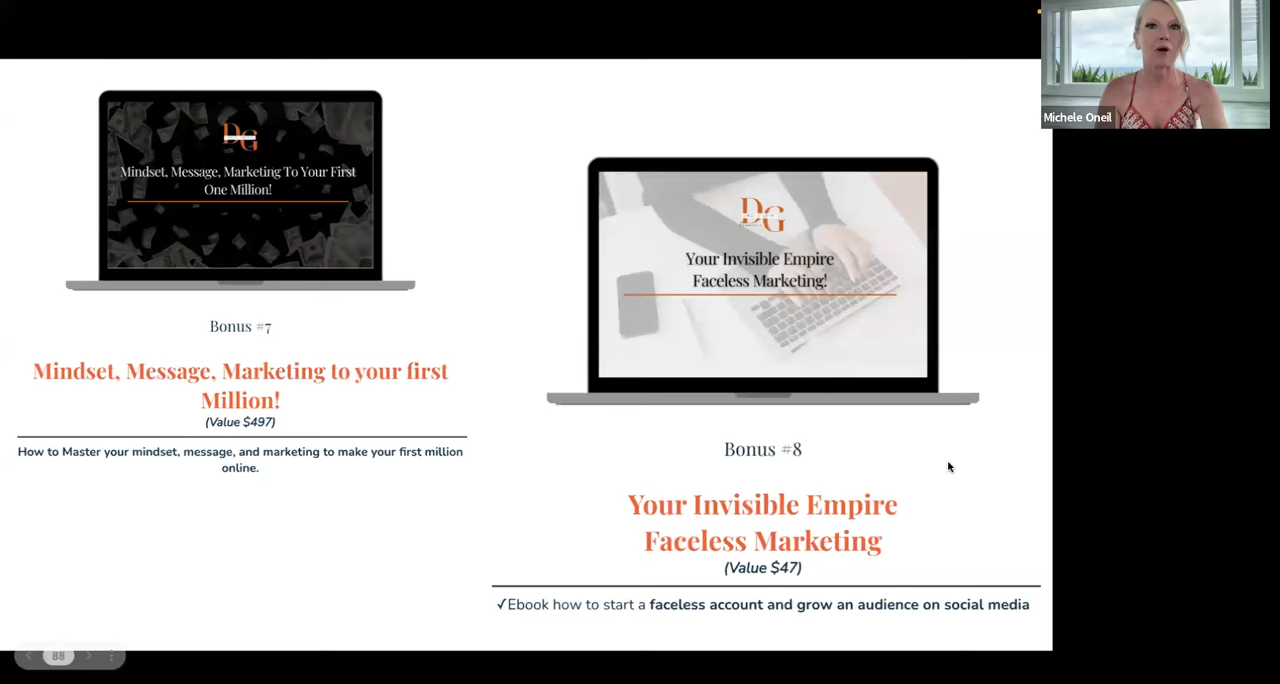 Michele Oneil
DG
Mindset, Message, Marketing To Your First
One Million!
Bonus #7
Mindset, Message, Marketing to your first
Million!
(Value $497)
How to Master your mindset, message, and marketing to make your first million
online.
DG
Your Invisible Empire
Faceless Marketing!
Bonus #8
Your Invisible Empire
Faceless Marketing
(Value $47)
✓Ebook how to start a faceless account and grow an audience on social media
88